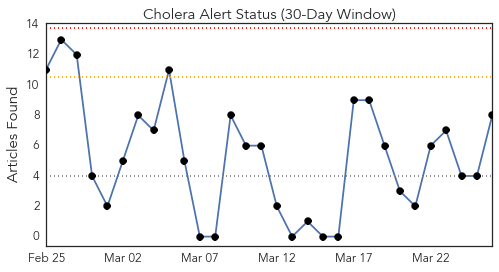 Cholera Alert Status (30-Day Window)
Articles Found
14
12
10
8
6
4
2
0
Feb 25
Mar 02
Mar 07
Mar 12
Mar 17
Mar 22